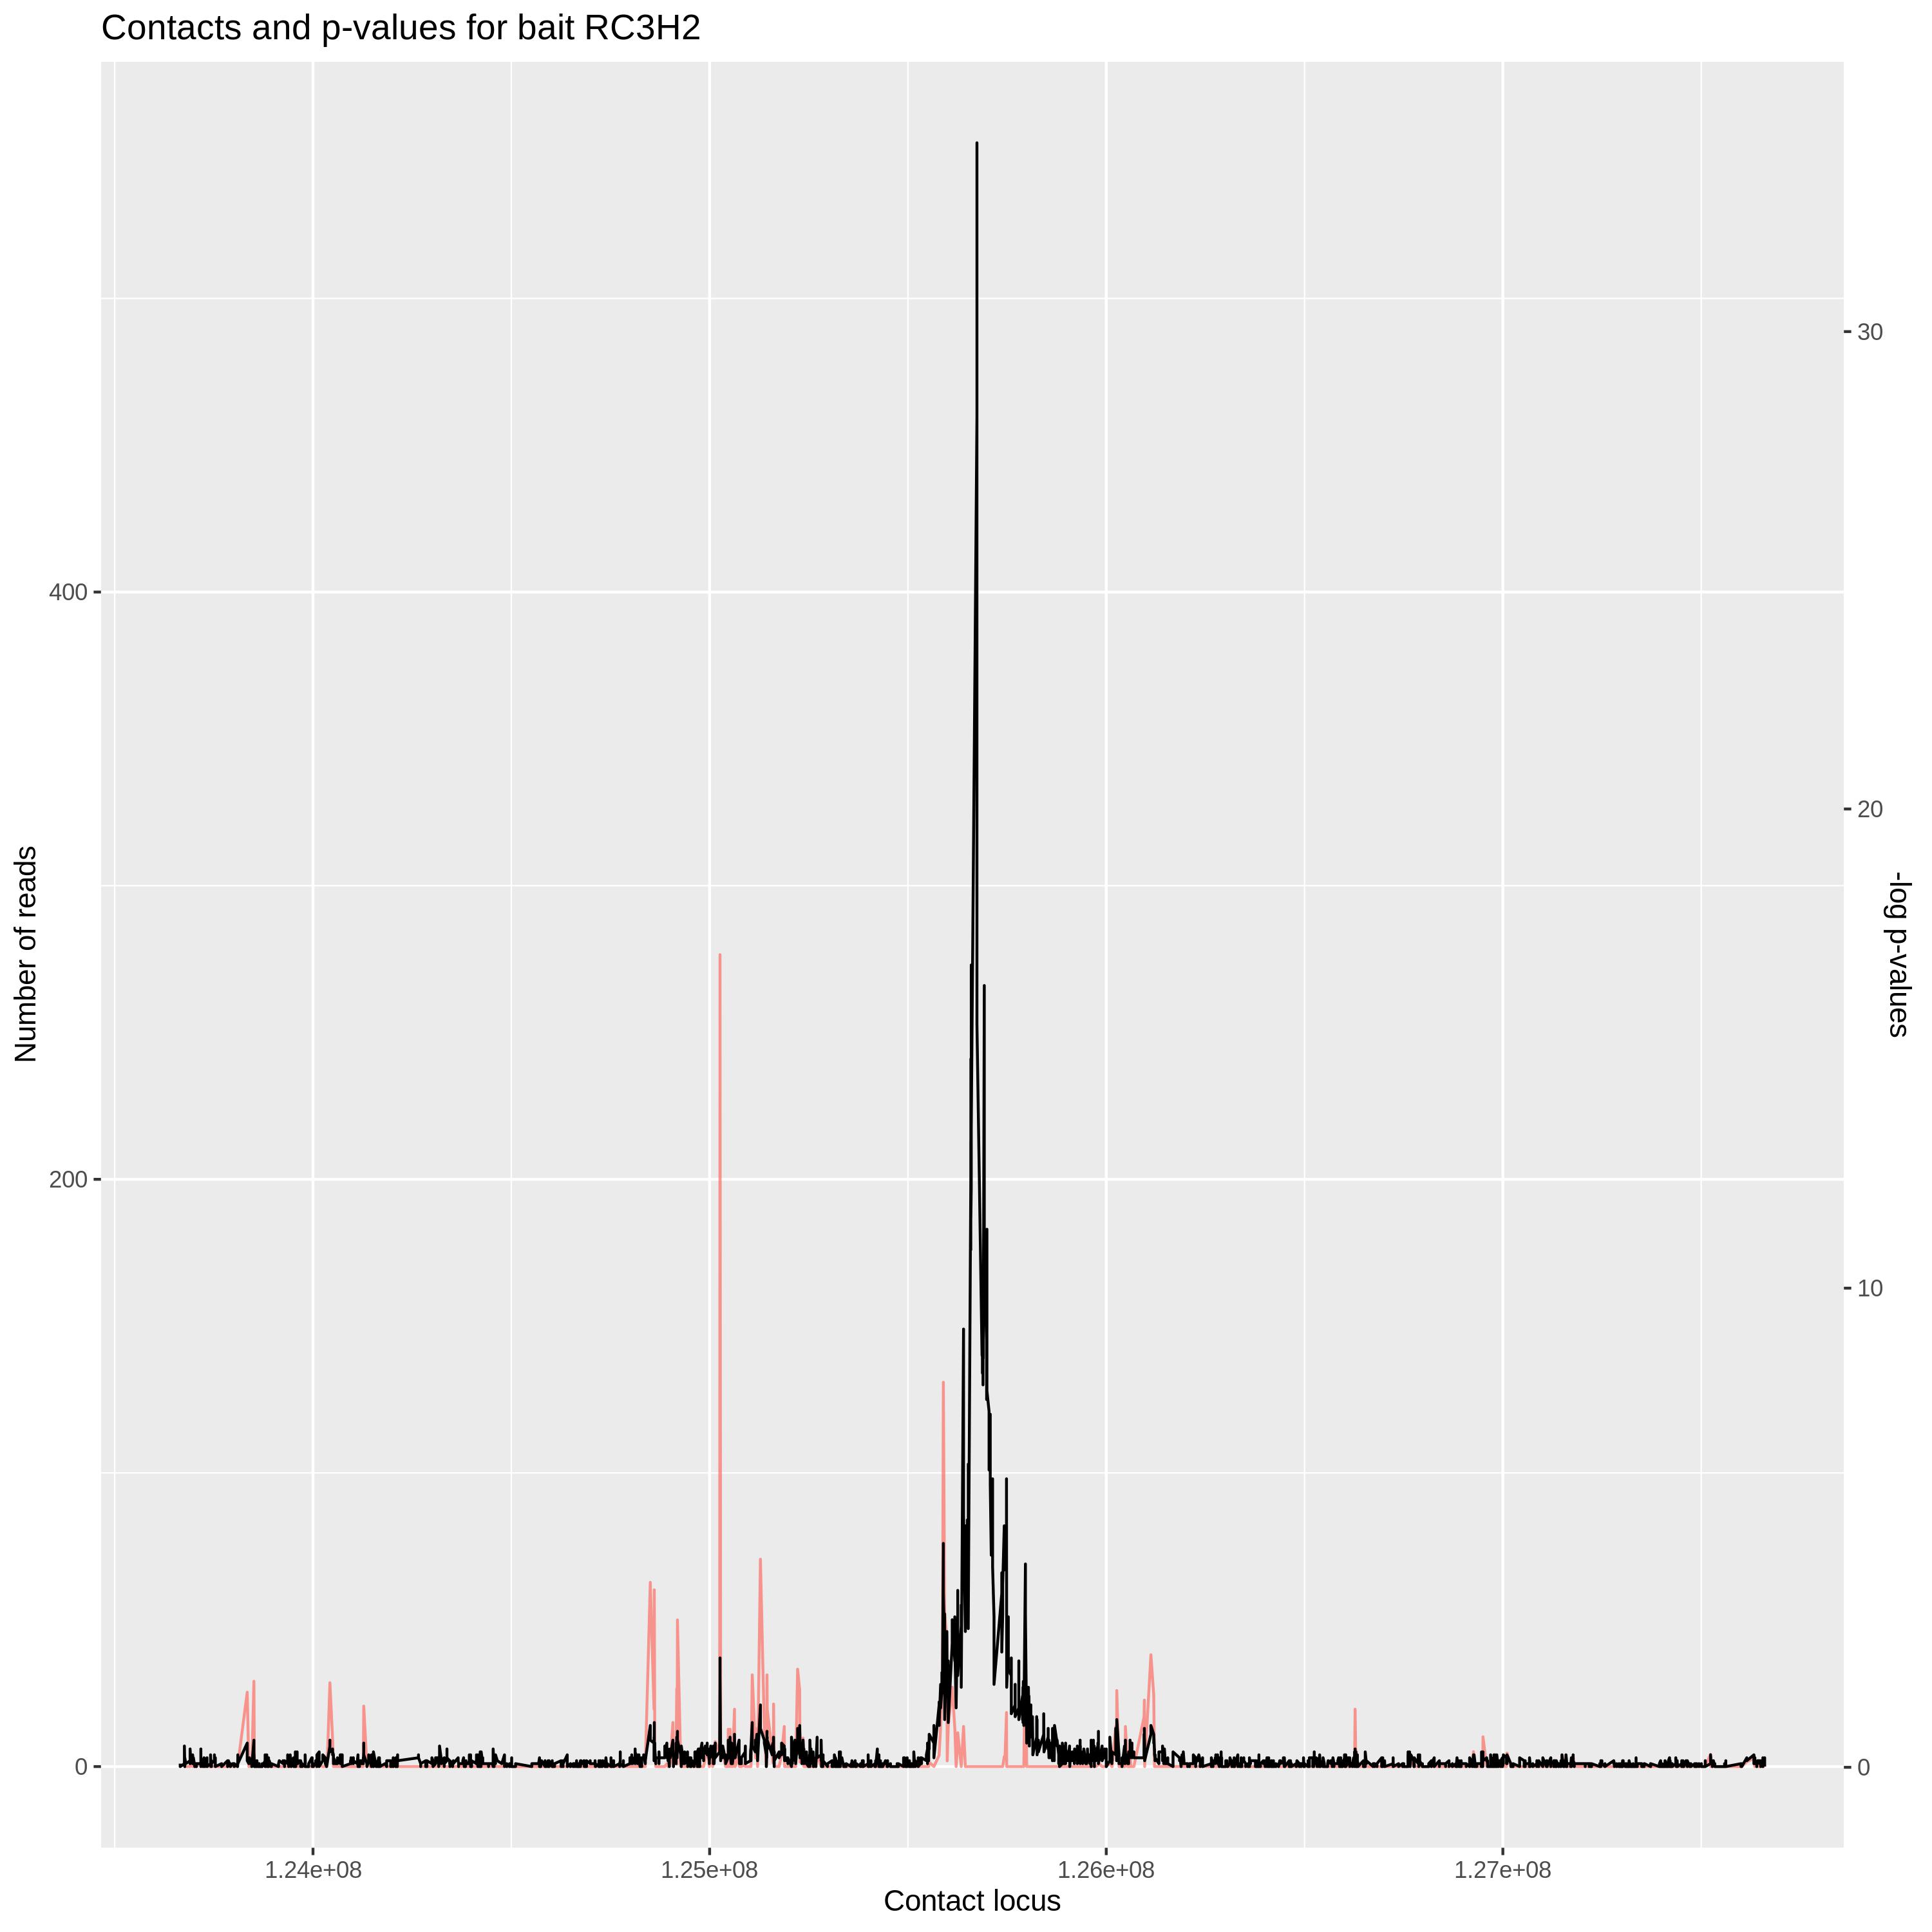 Contacts and p-values for bait RC3H2
Number of reads
400
200
0
30
20
10
0
-log p-values
1.24e+08
1.25e+08
1.26e+08
1.27e+08
Contact locus